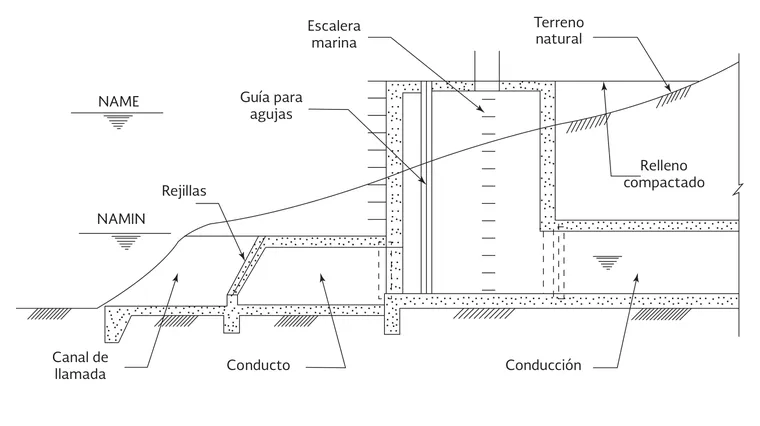 Escalera
marina
Terreno
natural
NAME
Guía para
agujas
Relleno
compactado
Rejillas
NAMIN
Canal de
llamada
Conducto
Conducción